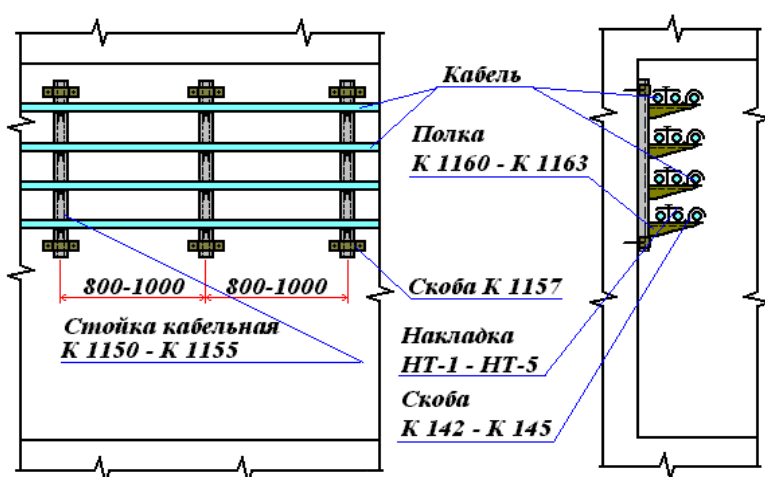 Кабель
Полка
К 1160 - К 1163
800-1000
800-1000
Скоба К 1157
Стойка кабельная
К 1150 - К 1155
Накладка
НТ-1 - НТ-5
Скоба
К 142 - К 145